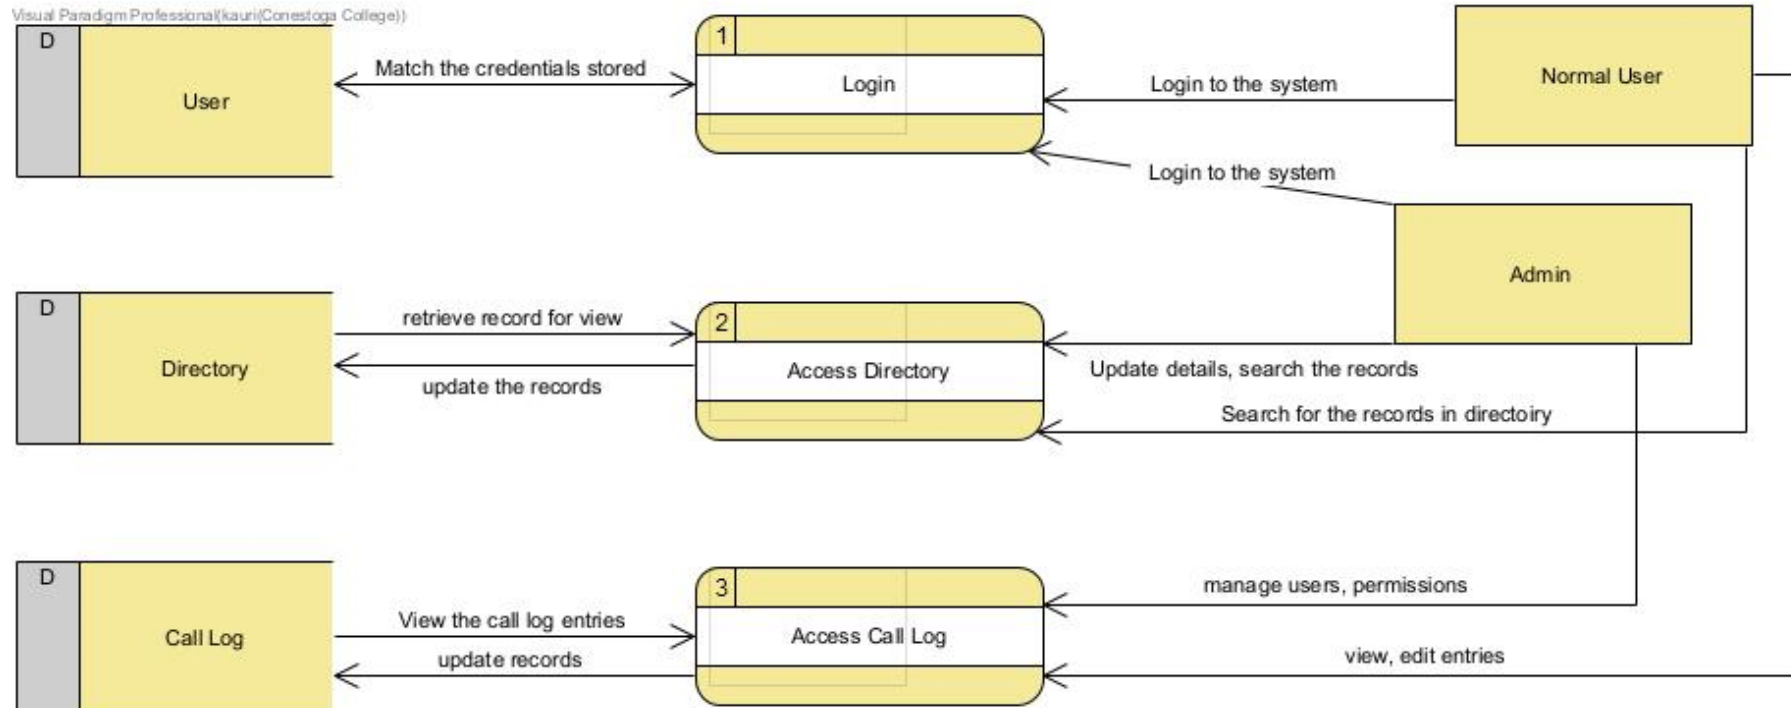 Visual Paradigm Professional(kauri(Conestoga College))
D
User
Match the credentials stored
1
Login
Login to the system
Normal User
Login to the system
Admin
D
Directory
retrieve record for view
update the records
2
Access Directory
Update details, search the records
Search for the records in directoiry
D
Call Log
View the call log entries
update records
3
Access Call Log
manage users, permissions
view, edit entries